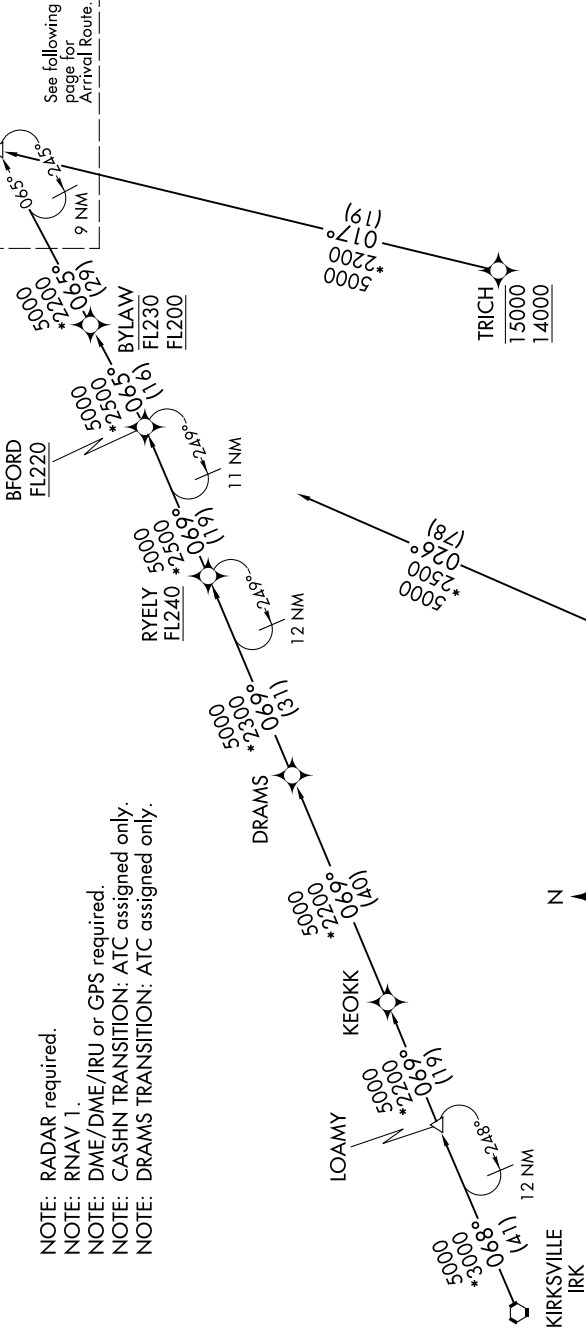 NOTE: RADAR required.
NOTE: RNAV 1.
NOTE: DME/DME/IRU or GPS required.
NOTE: CASHN TRANSITION: ATC assigned only.
NOTE: DRAMS TRANSITION: ATC assigned only.
See following
page for
Arrival Route.
065°
245°
9 NM
5000
*2200
065°
(29)
BYLAW
FL230
FL200
5000
*2500
065°
(16)
BFORD
FL220
249°
11 NM
5000
*2500
069°
(19)
RYELY
FL240
249°
12 NM
5000
*2300
069°
(31)
DRAMS
5000
*2200
069°
(40)
KEOKK
5000
*2200
069°
(19)
LOAMY
248°
12 NM
5000
*3000
068°
(41)
KIRKSVILLE
IRK
5000
*2200
017°
(19)
TRICH
15000
14000
5000
*2500
026°
(78)
N